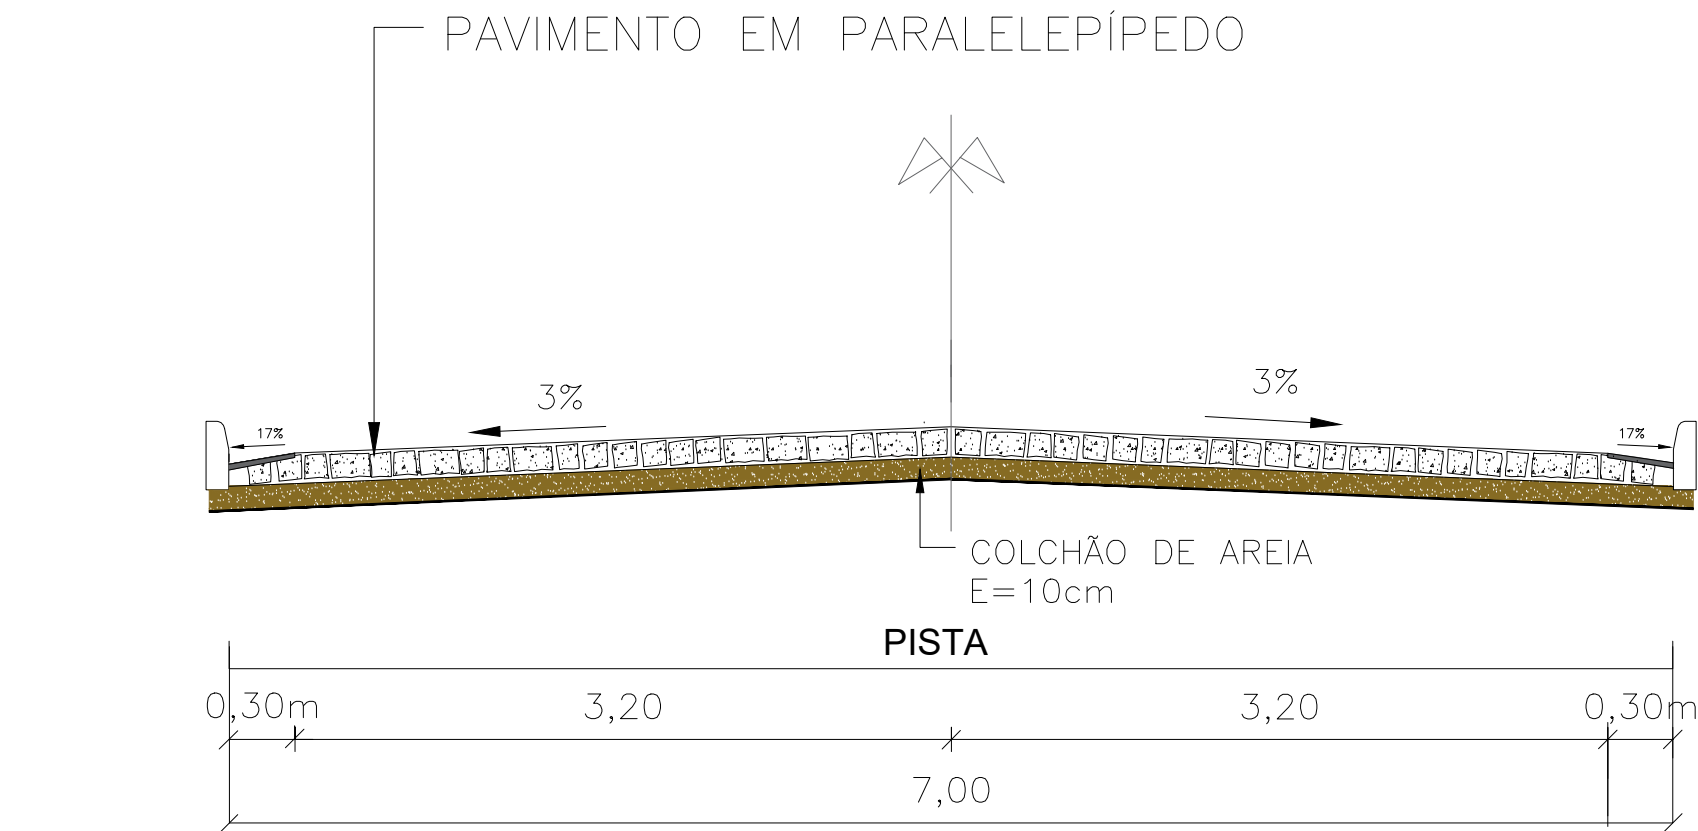 PAVIMENTO EM PARALELEPÍPEDO
3%
3%
17%
17%
COLCHÃO DE AREIA
E=10cm
PISTA
0,30m
3,20
3,20
0,30m
7,00